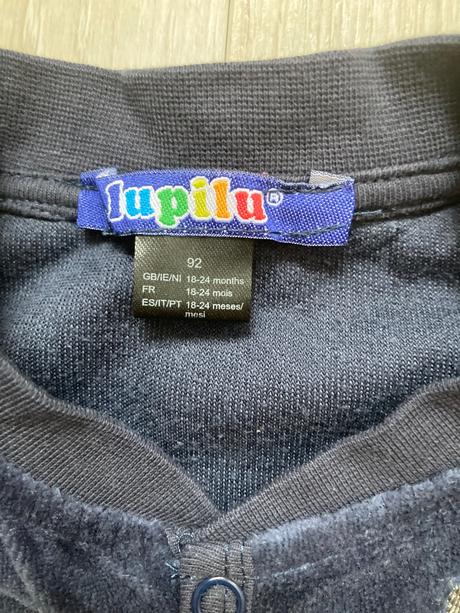 lupilu®
92
GB/IE/NI 18-24 months
FR 18-24 mois
ES/IT/PT 18-24 meses/
mesi